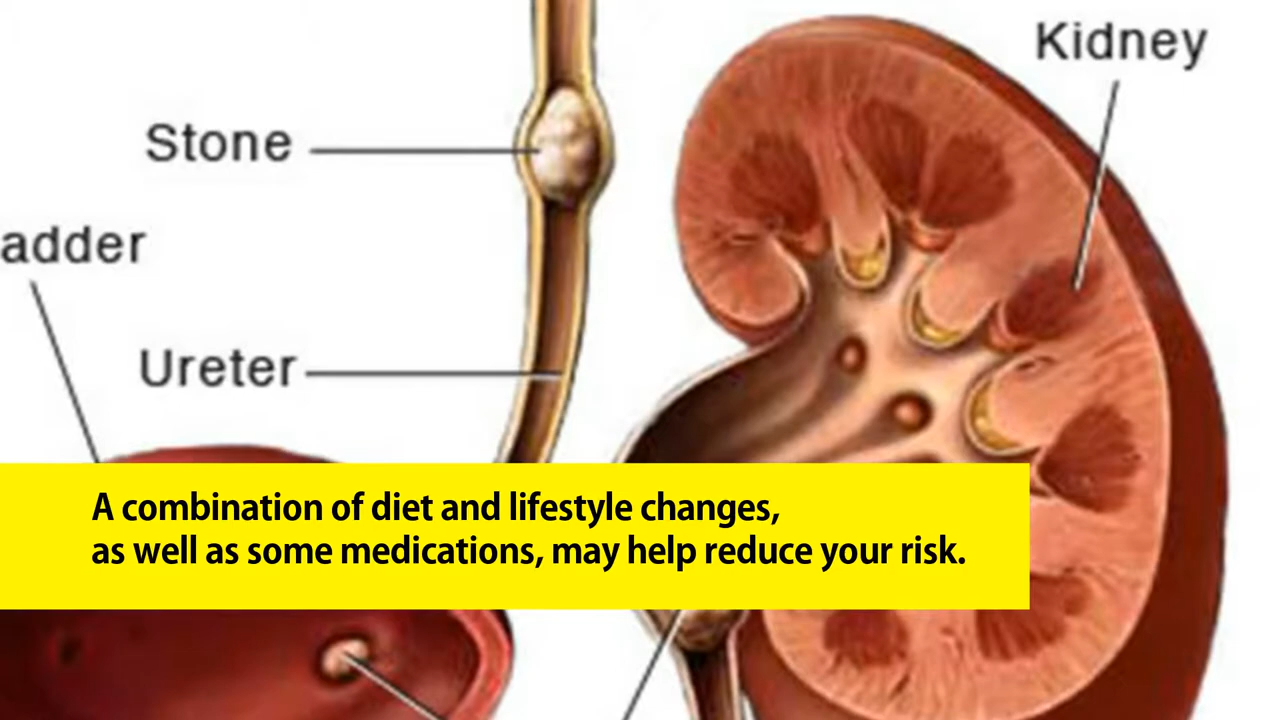 Kidney
Stone
adder
Ureter
A combination of diet and lifestyle changes,
as well as some medications, may help reduce your risk.